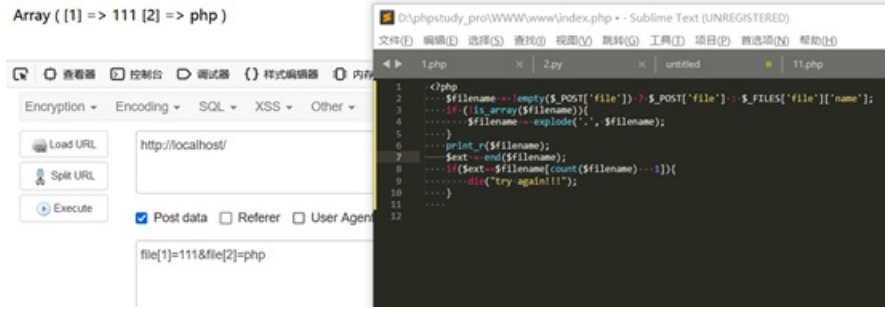 Array ( [1] => 111 [2] => php )
查看器 控制台 调试器 {} 样式编辑器 内存
Encryption Encoding SQL XSS Other
Load URL
http://localhost/
Split URL
Execute
Post data Referer User Agent
file[1]=111&file[2]=php
D:\phpstudy_pro\WWW\www\index.php • - Sublime Text (UNREGISTERED)
文件(F) 编辑(E) 选择(S) 查找(I) 视图(V) 跳转(G) 工具(T) 项目(P) 首选项(N) 帮助(H)
1.php 2.py untitled 11.php
1 <?php
2 $filename = !empty($_POST['file']) ? $_POST['file'] : $_FILES['file']['name'];
3 if (!is_array($filename)){
4 $filename = explode('.', $filename);
5 }
6 print_r($filename);
7 $ext = end($filename);
8 if($ext==$filename[count($filename) - 1]){
9 die("try again!!!");
10 }
11
12